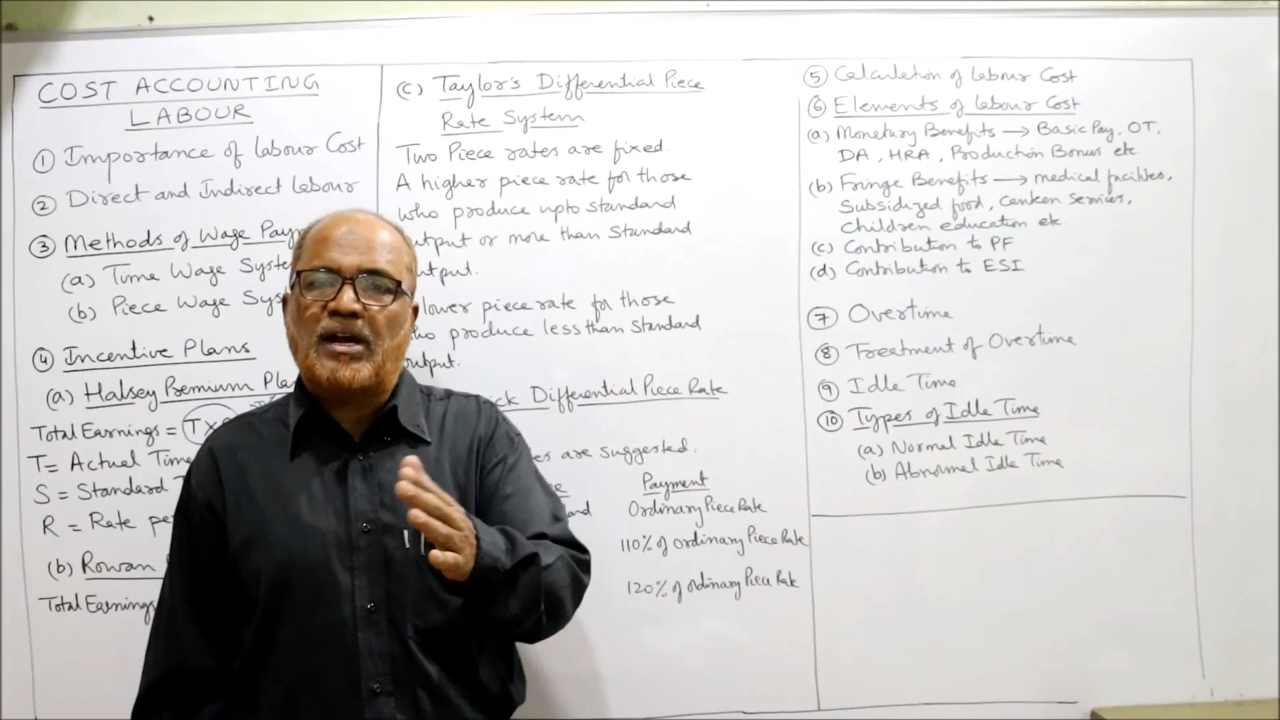 COST ACCOUNTING
LABOUR
① Importance of Labour Cost
② Direct and Indirect Labour
③ Methods of Wage
(a) Time Wage
(b) Piece Wage
④ Incentive Plans
(a) Halsey Premium
Total Earnings =
T = Actual Time
S = Standard
R = Rate
(b) Rowan
Total Earnings
(c) Taylor's Differential Piece
Rate System
Two Piece rates are fixed.
A higher piece rate for those
who produce upto standard
output or more than standard
output.
lower piece rate for those
who produce less than standard
output.
Differential Piece Rate
are suggested.
Payment
Ordinary Piece Rate
110% of ordinary Piece Rate
120% of ordinary Piece Rate
⑤ Calculation of Labour Cost
⑥ Elements of Labour Cost
(a) Monetary Benefits → Basic Pay, OT,
DA, HRA, Production Bonus etc.
(b) Fringe Benefits → medical facilites,
Subsidized food, canteen services,
children education etc.
(c) Contribution to PF
(d) Contribution to ESI
⑦ Overtime
⑧ Treatment of Overtime
⑨ Idle Time
⑩ Types of Idle Time
(a) Normal Idle Time
(b) Abnormal Idle Time